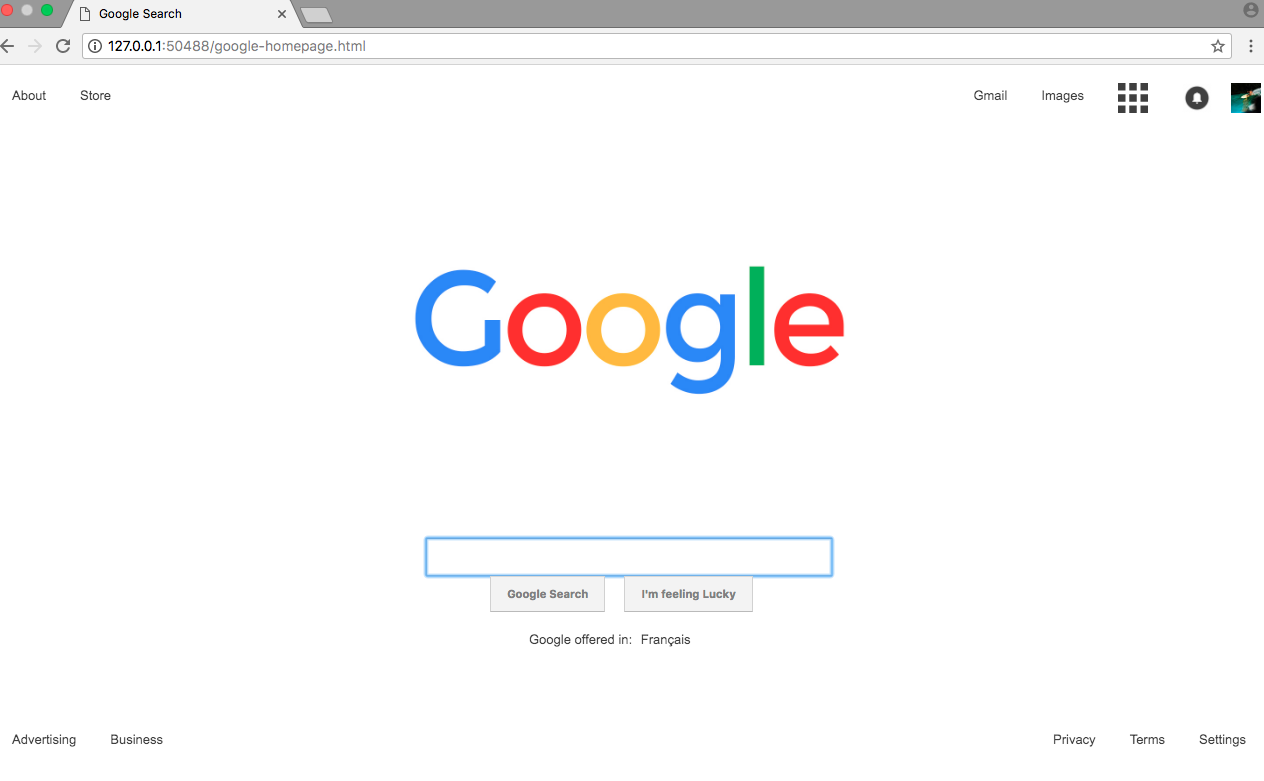 Google Search
127.0.0.1:50488/google-homepage.html
About Store Gmail Images
Google
Google Search I'm feeling Lucky
Google offered in: Français
Advertising Business Privacy Terms Settings